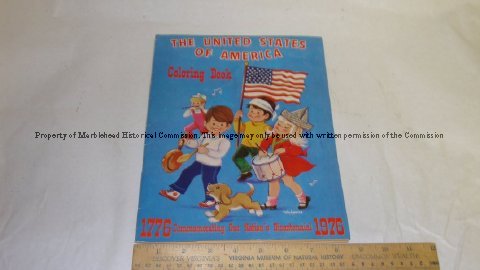 THE UNITED STATES
OF AMERICA
Coloring Book
Property of Marblehead Historical Commission. This image may only be used with written permission of the Commission
1776 Commemorating Our Nation's Bicentennial 1976
VIRGINIA MUSEUM OF NATURAL HISTORY